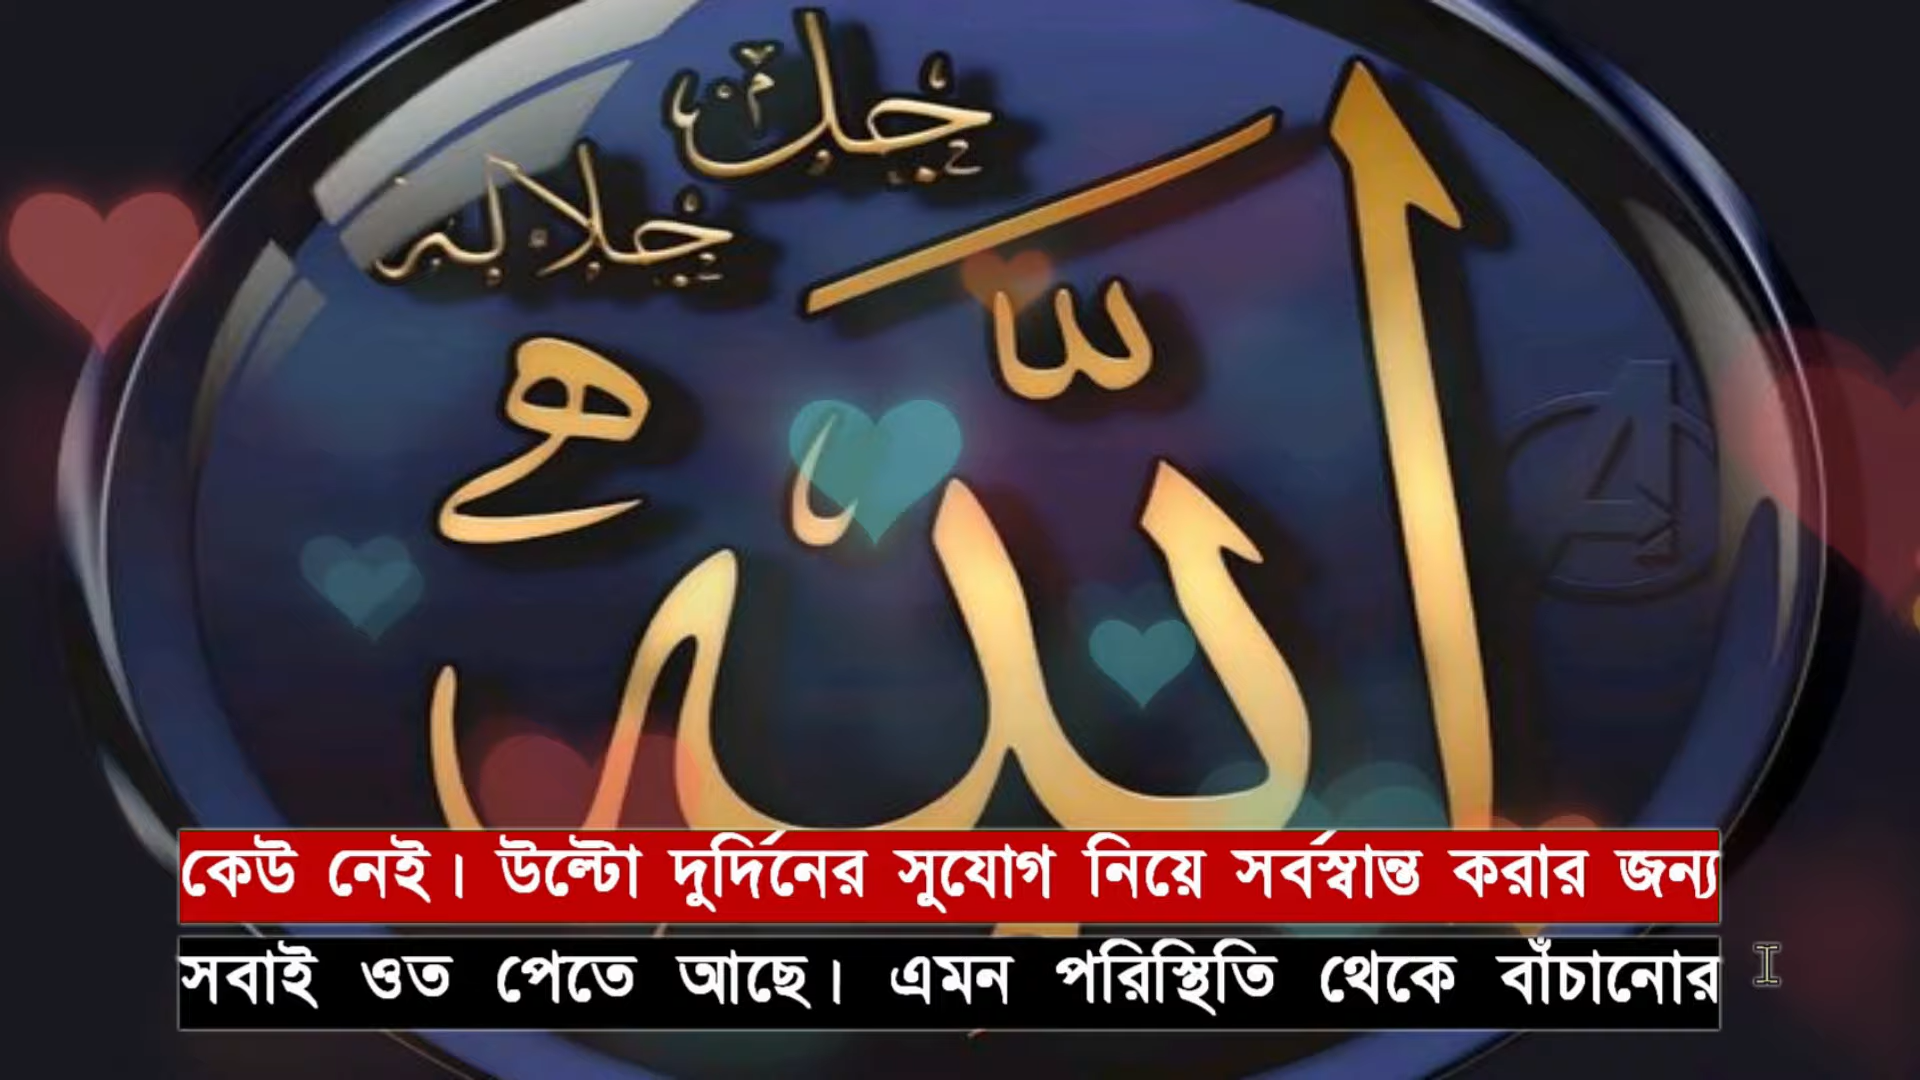 جل جلاله
الله
কেউ নেই। উল্টো দুর্দিনের সুযোগ নিয়ে সর্বস্বান্ত করার জন্য
সবাই ওত পেতে আছে। এমন পরিস্থিতি থেকে বাঁচানোর